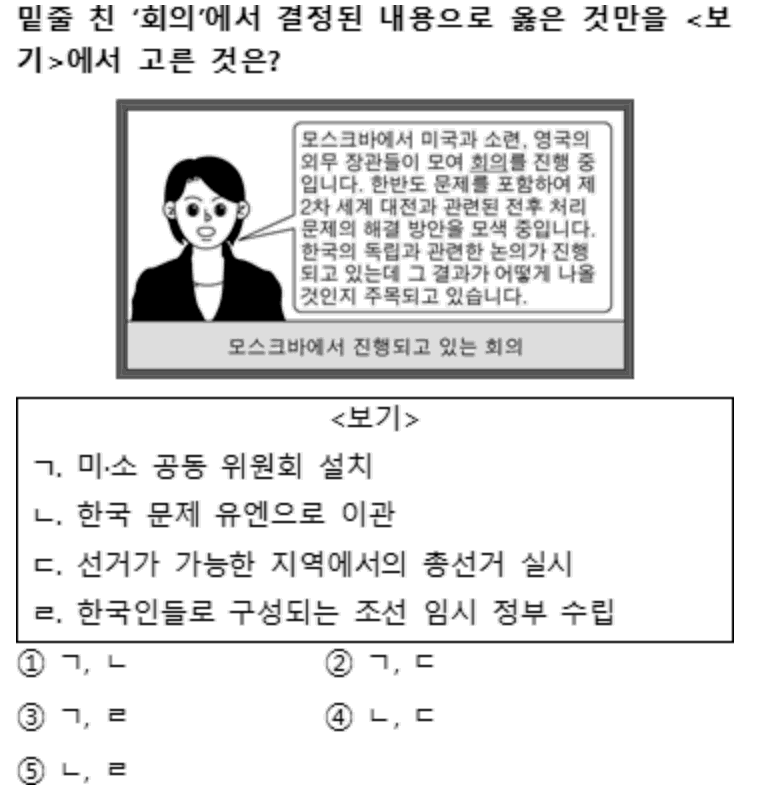 밑줄 친 '회의'에서 결정된 내용으로 옳은 것만을 <보
기>에서 고른 것은?
모스크바에서 미국과 소련, 영국의
외무 장관들이 모여 회의를 진행 중
입니다. 한반도 문제를 포함하여 제
2차 세계 대전과 관련된 전후 처리
문제의 해결 방안을 모색 중입니다.
한국의 독립과 관련한 논의가 진행
되고 있는데 그 결과가 어떻게 나올
것인지 주목되고 있습니다.
모스크바에서 진행되고 있는 회의
<보기>
ㄱ. 미·소 공동 위원회 설치
ㄴ. 한국 문제 유엔으로 이관
ㄷ. 선거가 가능한 지역에서의 총선거 실시
ㄹ. 한국인들로 구성되는 조선 임시 정부 수립
① ㄱ, ㄴ ② ㄱ, ㄷ
③ ㄱ, ㄹ ④ ㄴ, ㄷ
⑤ ㄴ, ㄹ